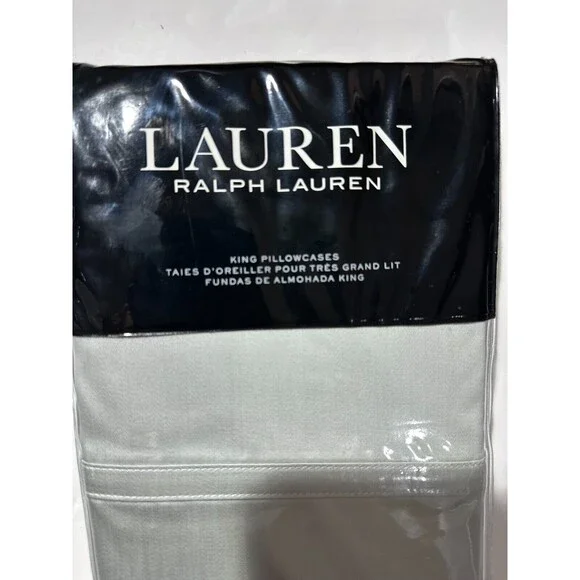 LAUREN
RALPH LAUREN
KING PILLOWCASES
TAIES D'OREILLER POUR TRÈS GRAND LIT
FUNDAS DE ALMOHADA KING